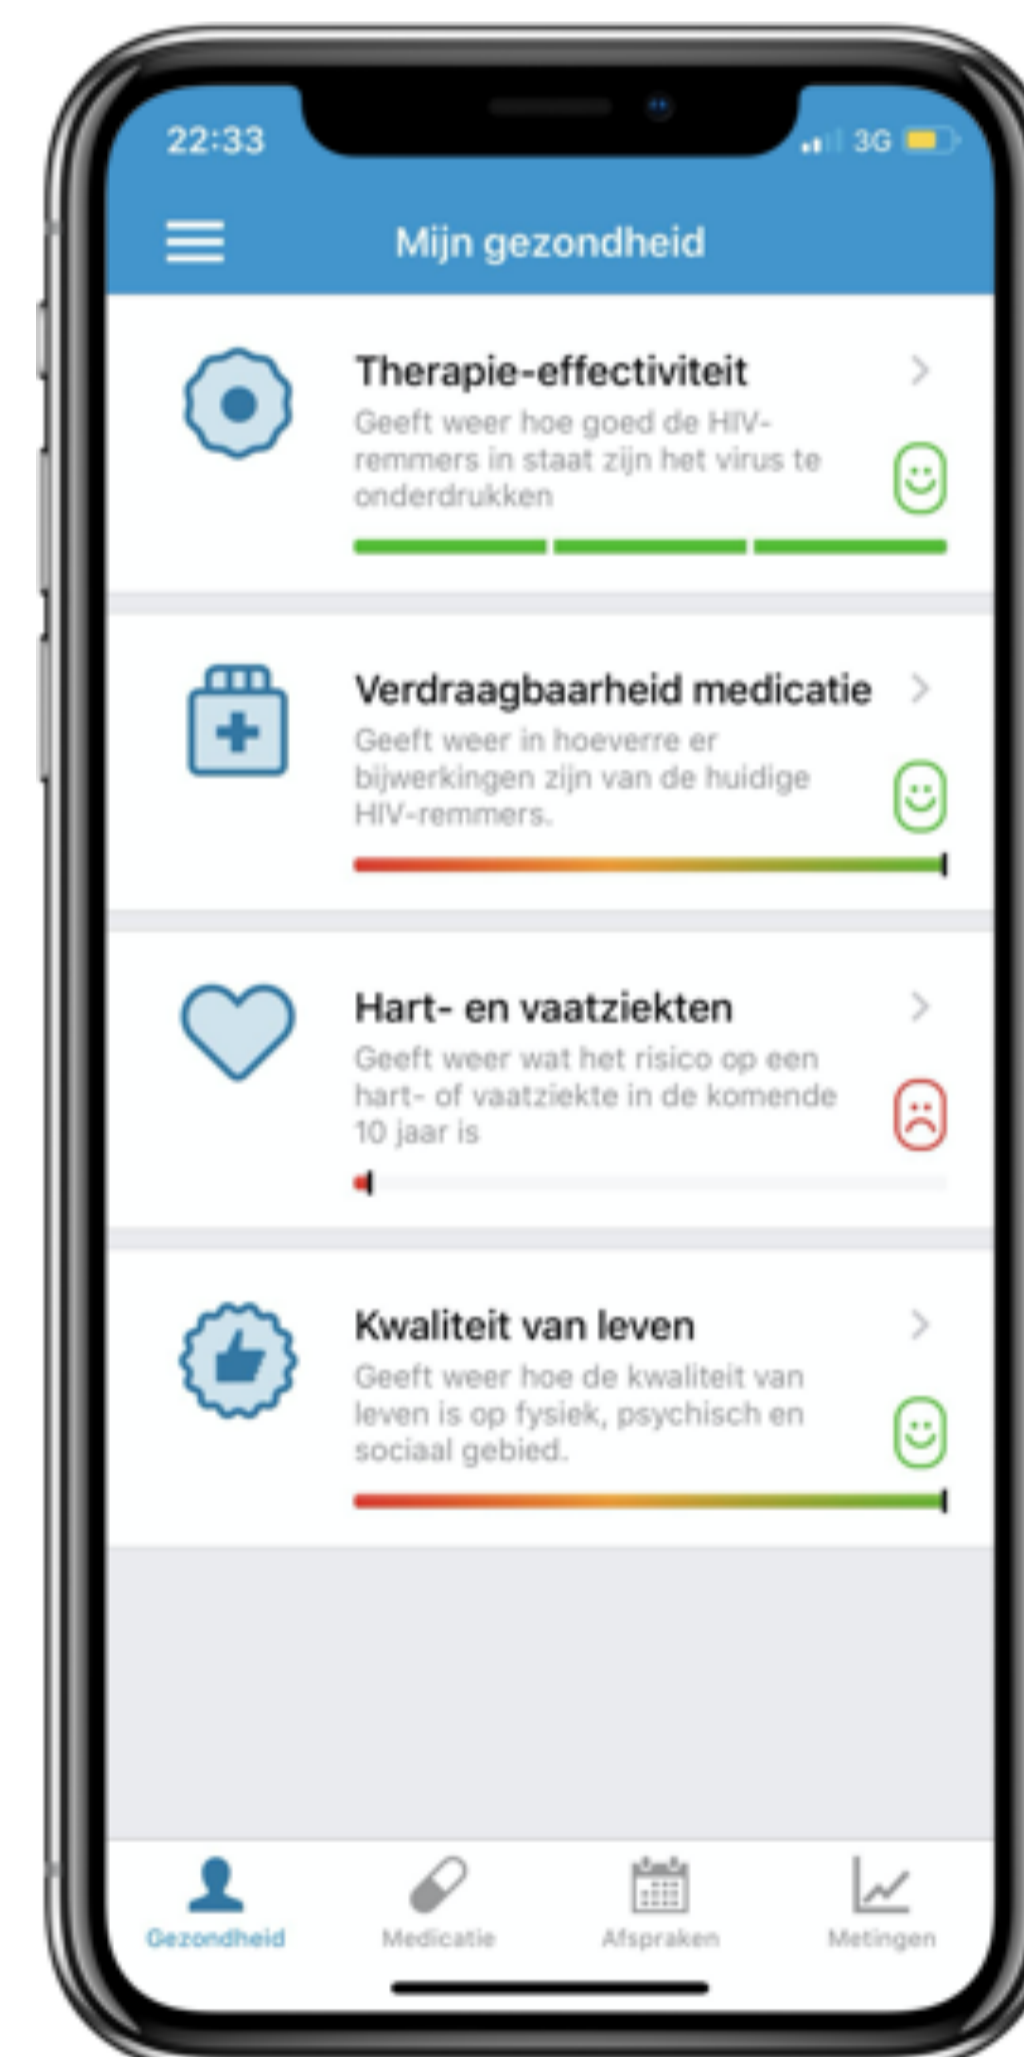 22:33
3G
Mijn gezondheid
Therapie-effectiviteit
Geeft weer hoe goed de HIV-
remmers in staat zijn het virus te
onderdrukken
Verdraagbaarheid medicatie
Geeft weer in hoeverre er
bijwerkingen zijn van de huidige
HIV-remmers.
Hart- en vaatziekten
Geeft weer wat het risico op een
hart- of vaatziekte in de komende
10 jaar is
Kwaliteit van leven
Geeft weer hoe de kwaliteit van
leven is op fysiek, psychisch en
sociaal gebied.
Gezondheid
Medicatie
Afspraken
Metingen